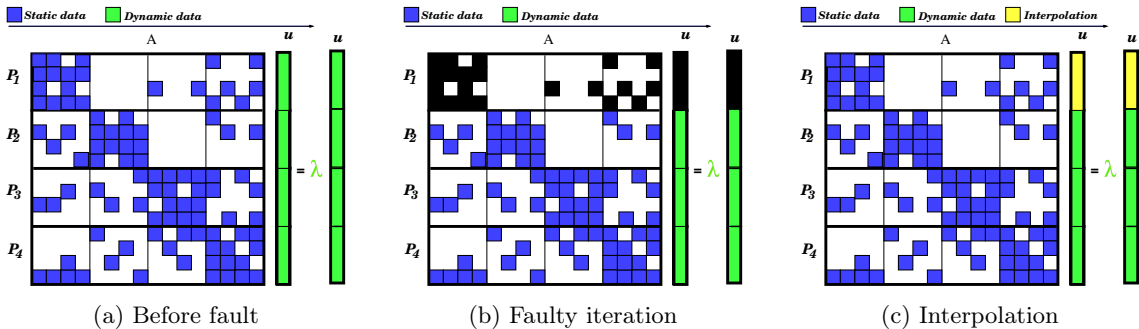 Static data Dynamic data
A u u
P1
P2
P3
P4
= λ
(a) Before fault
Static data Dynamic data
A u u
P1
P2
P3
P4
= λ
(b) Faulty iteration
Static data Dynamic data Interpolation
A u u
P1
P2
P3
P4
= λ
(c) Interpolation